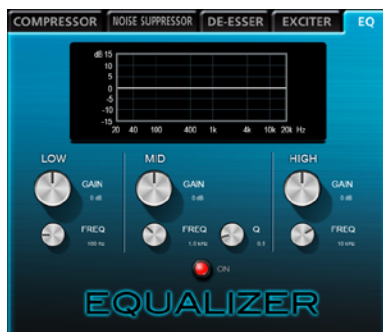 COMPRESSOR NOISE SUPPRESSOR DE-ESSER EXCITER EQ
dB 15
10
5
0
-5
-10
-15
20 40 100 400 1k 4k 10k 20k Hz
LOW MID HIGH
GAIN GAIN GAIN
0 dB 0 dB 0 dB
FREQ FREQ Q FREQ
100 Hz 1.0 kHz 0.5 10 kHz
ON
EQUALIZER